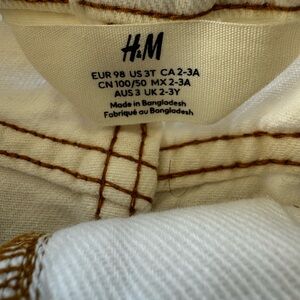 H&M
EUR 98 US 3T CA 2-3A
CN 100/50 MX 2-3A
AUS 3 UK 2-3Y
Made in Bangladesh
Fabriqué au Bangladesh